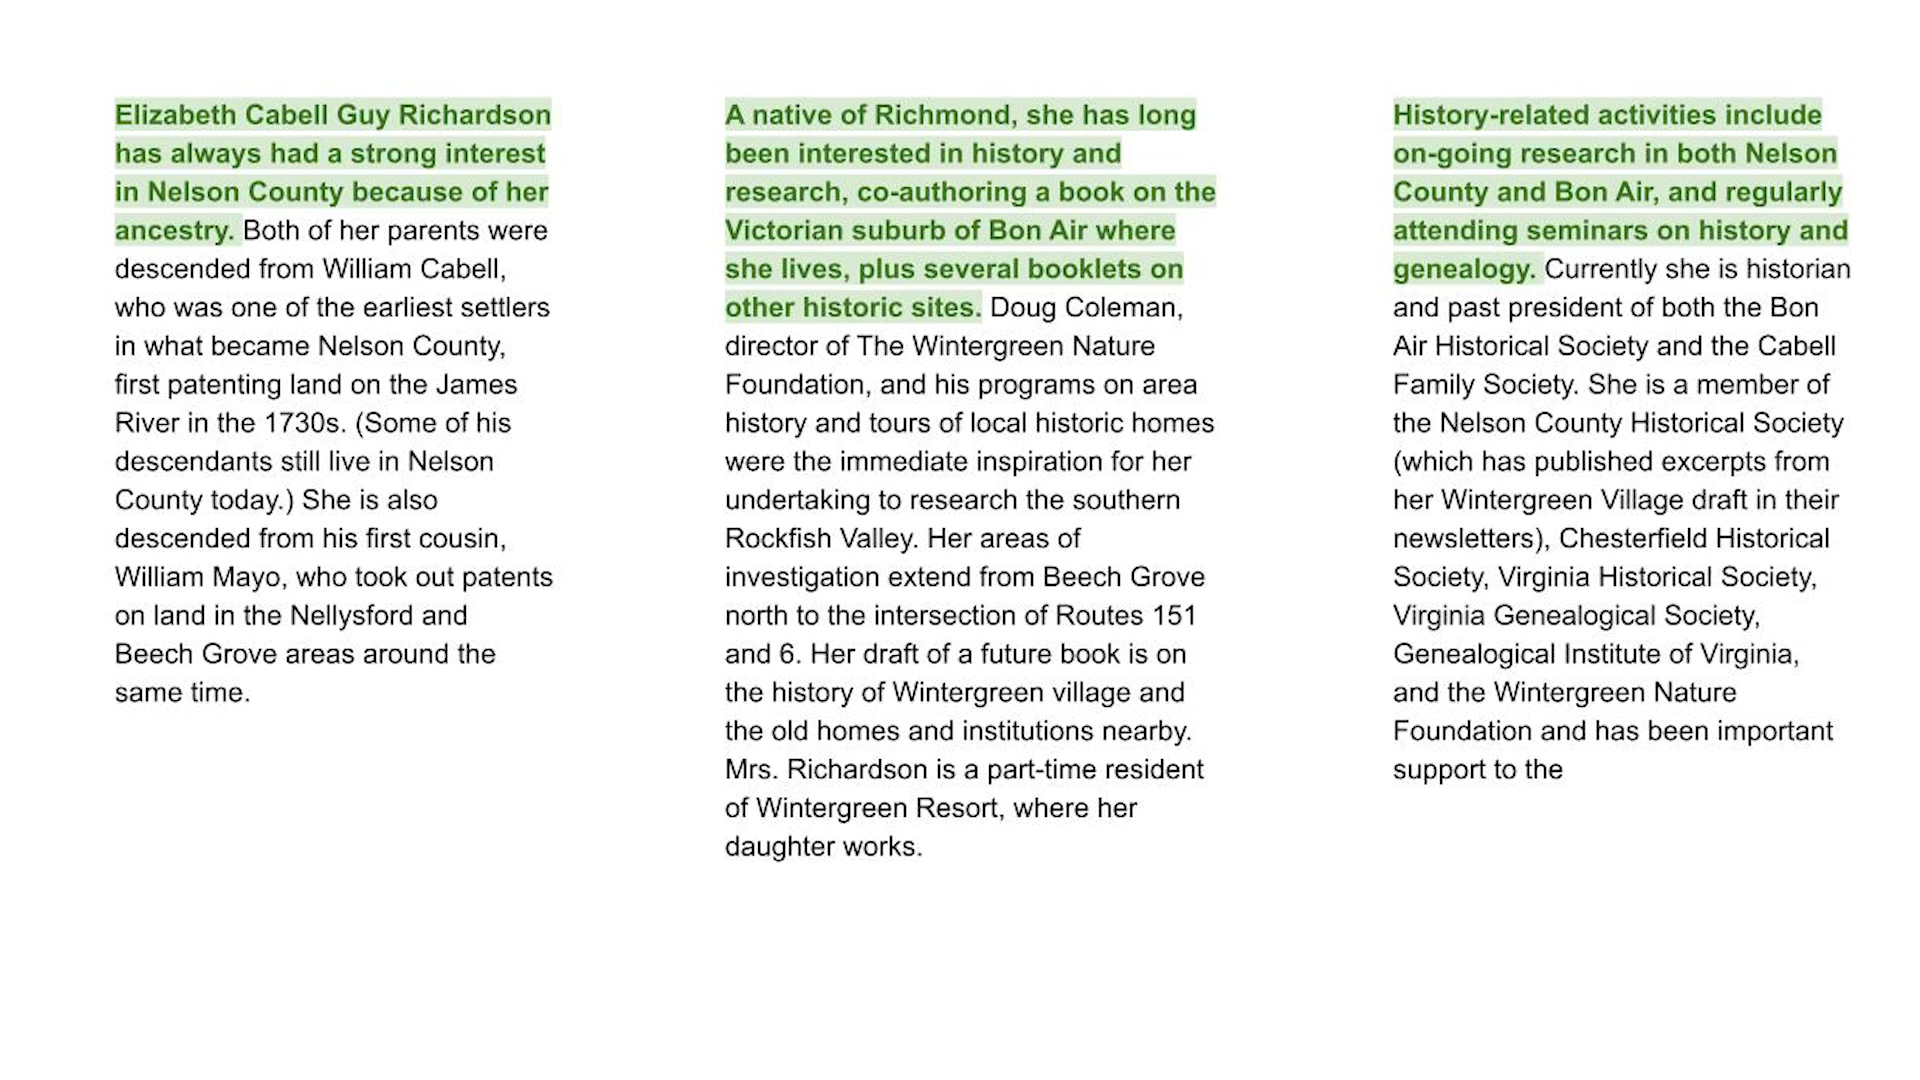 Elizabeth Cabell Guy Richardson
has always had a strong interest
in Nelson County because of her
ancestry. Both of her parents were
descended from William Cabell,
who was one of the earliest settlers
in what became Nelson County,
first patenting land on the James
River in the 1730s. (Some of his
descendants still live in Nelson
County today.) She is also
descended from his first cousin,
William Mayo, who took out patents
on land in the Nellysford and
Beech Grove areas around the
same time.
A native of Richmond, she has long
been interested in history and
research, co-authoring a book on the
Victorian suburb of Bon Air where
she lives, plus several booklets on
other historic sites. Doug Coleman,
director of The Wintergreen Nature
Foundation, and his programs on area
history and tours of local historic homes
were the immediate inspiration for her
undertaking to research the southern
Rockfish Valley. Her areas of
investigation extend from Beech Grove
north to the intersection of Routes 151
and 6. Her draft of a future book is on
the history of Wintergreen village and
the old homes and institutions nearby.
Mrs. Richardson is a part-time resident
of Wintergreen Resort, where her
daughter works.
History-related activities include
on-going research in both Nelson
County and Bon Air, and regularly
attending seminars on history and
genealogy. Currently she is historian
and past president of both the Bon
Air Historical Society and the Cabell
Family Society. She is a member of
the Nelson County Historical Society
(which has published excerpts from
her Wintergreen Village draft in their
newsletters), Chesterfield Historical
Society, Virginia Historical Society,
Virginia Genealogical Society,
Genealogical Institute of Virginia,
and the Wintergreen Nature
Foundation and has been important
support to the